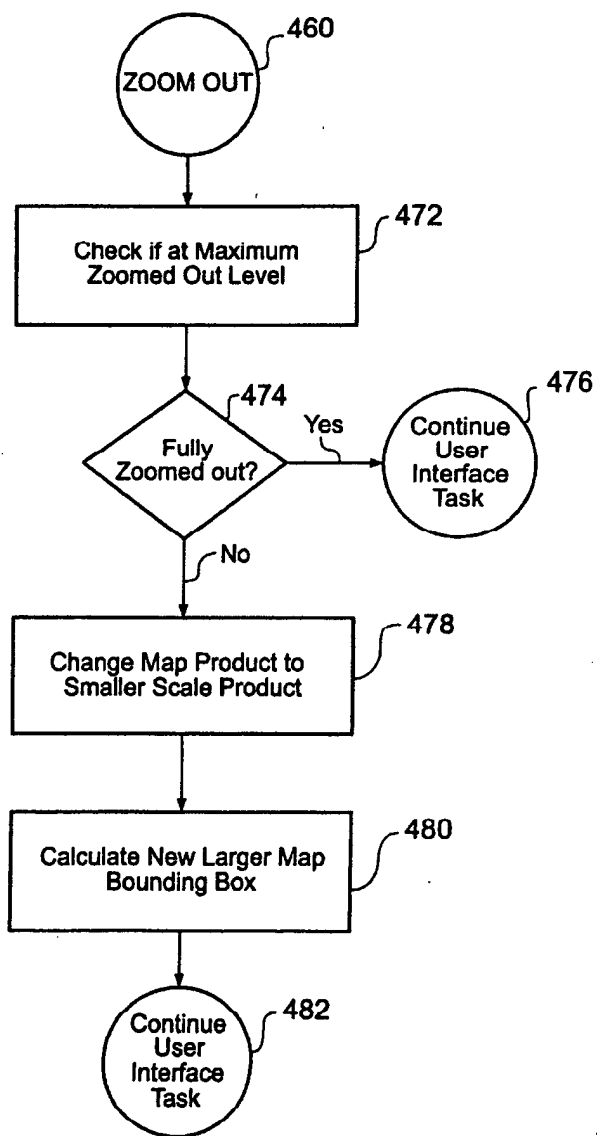 460
ZOOM OUT
472
Check if at Maximum
Zoomed Out Level
474
476
Fully
Zoomed out?
Yes
Continue
User
Interface
Task
No
478
Change Map Product to
Smaller Scale Product
480
Calculate New Larger Map
Bounding Box
482
Continue
User
Interface
Task